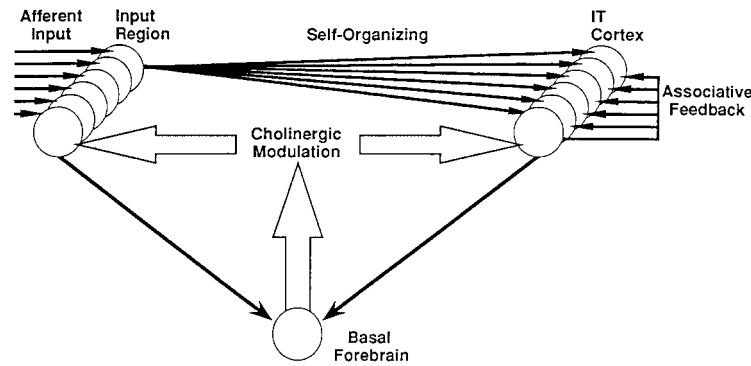 Afferent
Input
Input
Region
Self-Organizing
IT
Cortex
Associative
Feedback
Cholinergic
Modulation
Basal
Forebrain